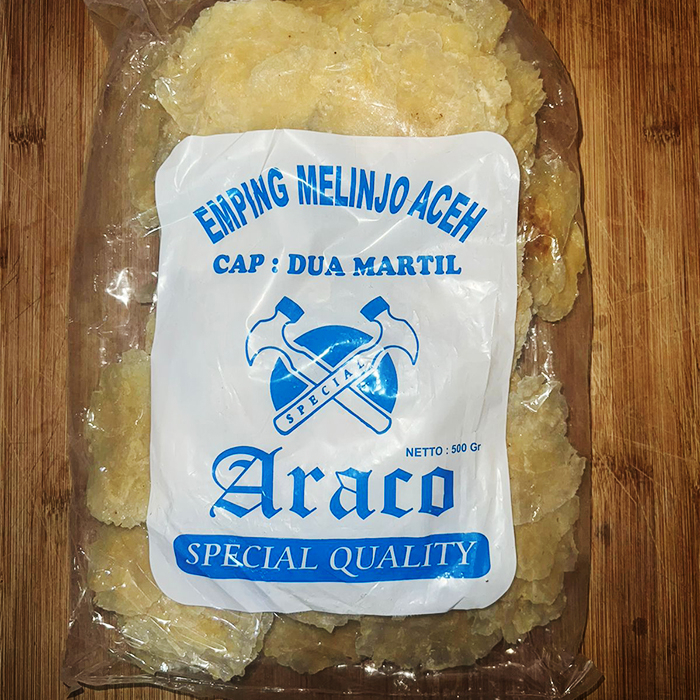 EMPING MELINJO ACEH
CAP : DUA MARTIL
SPECIAL
NETTO : 500 Gr
Araco
SPECIAL QUALITY